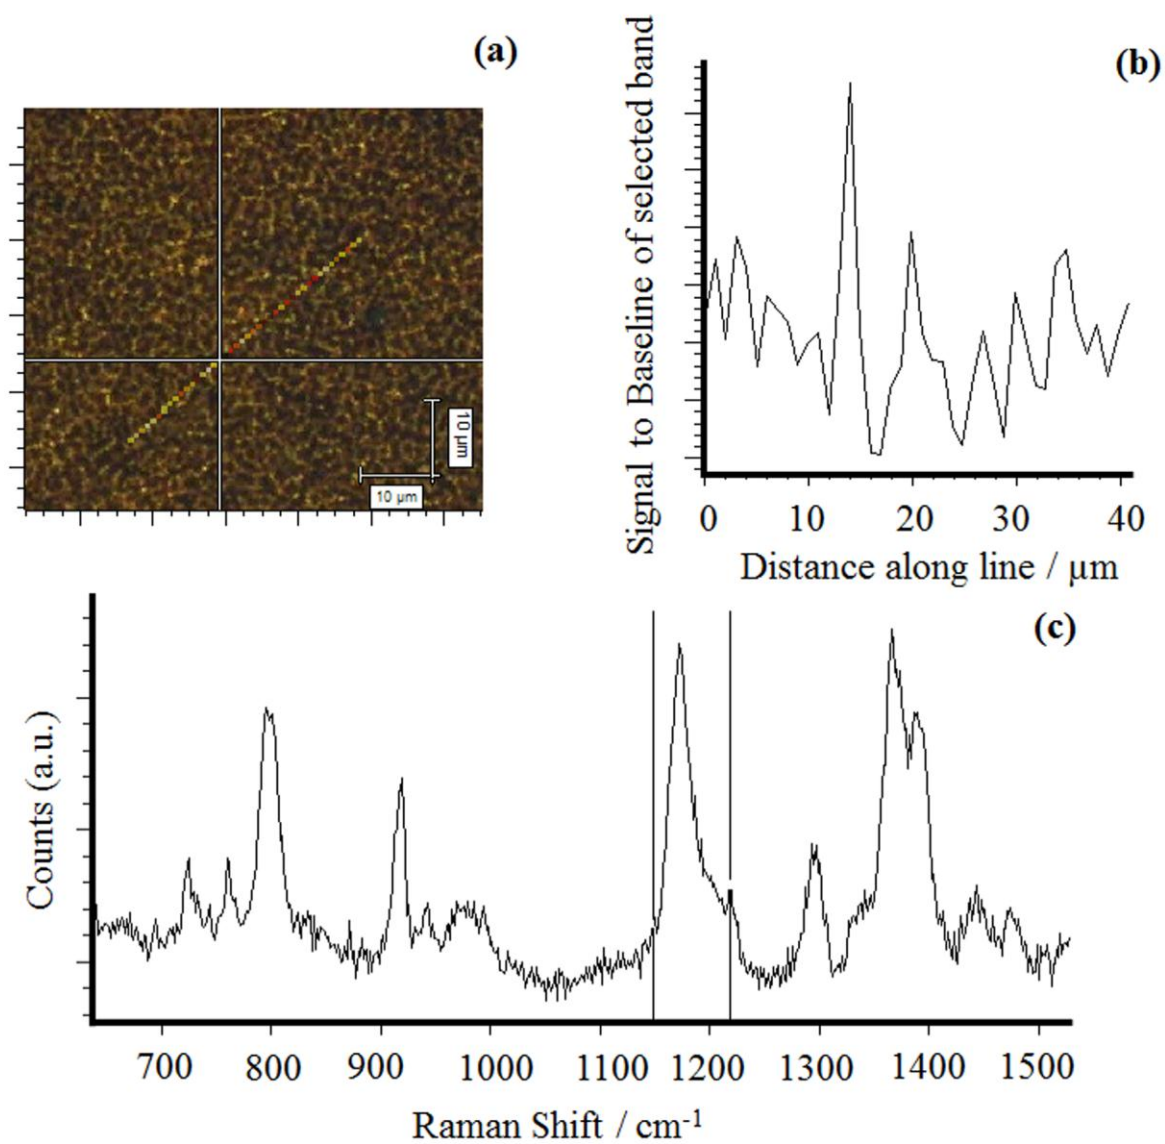 (a)
10 µm
10 µm
(b)
Signal to Baseline of selected band
0 10 20 30 40
Distance along line / µm
(c)
Counts (a.u.)
700 800 900 1000 1100 1200 1300 1400 1500
Raman Shift / cm-1